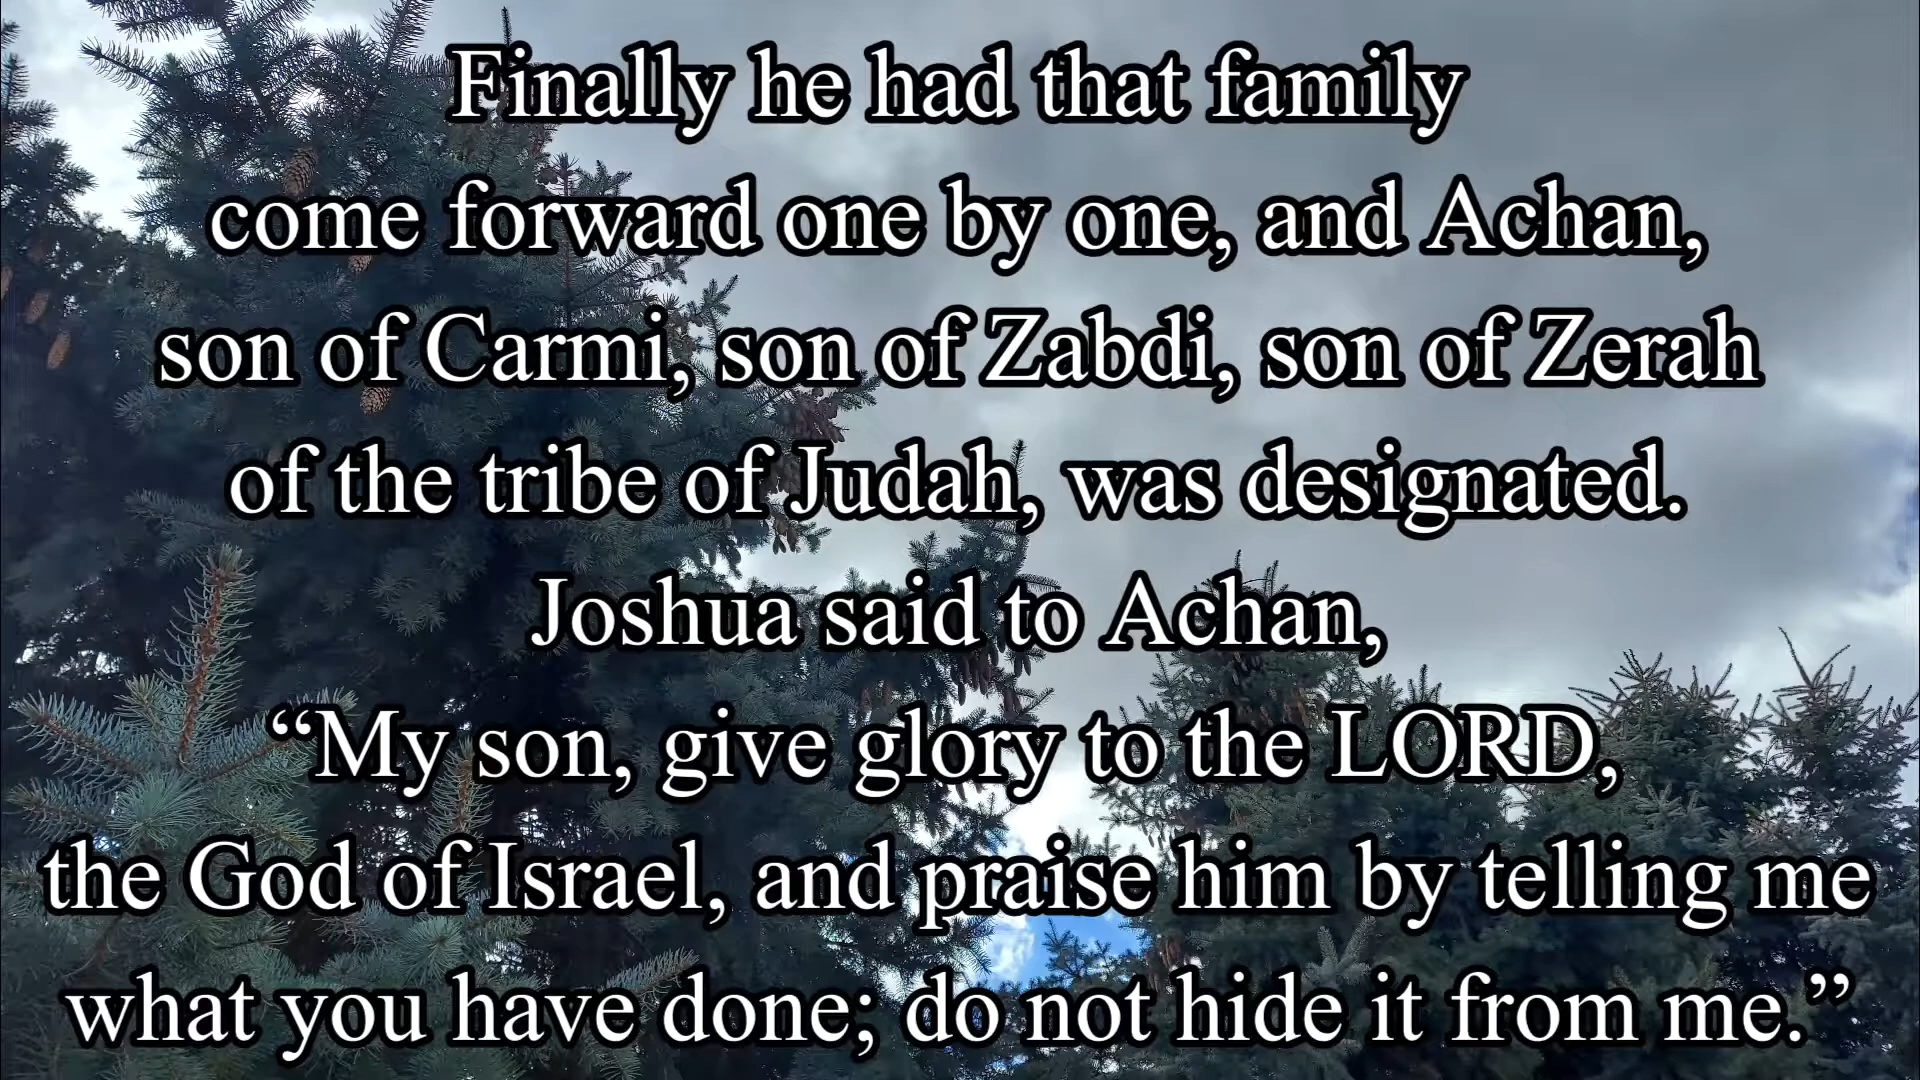 Finally he had that family
come forward one by one, and Achan,
son of Carmi, son of Zabdi, son of Zerah
of the tribe of Judah, was designated.
Joshua said to Achan,
“My son, give glory to the LORD,
the God of Israel, and praise him by telling me
what you have done; do not hide it from me.”